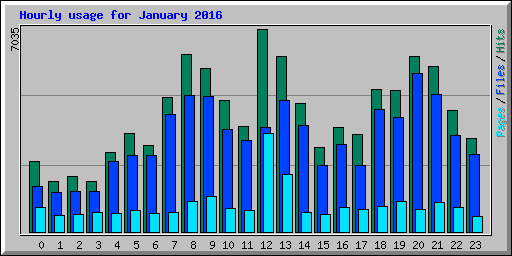 Hourly usage for January 2016
7035
Pages/Files/Hits
0 1 2 3 4 5 6 7 8 9 10 11 12 13 14 15 16 17 18 19 20 21 22 23